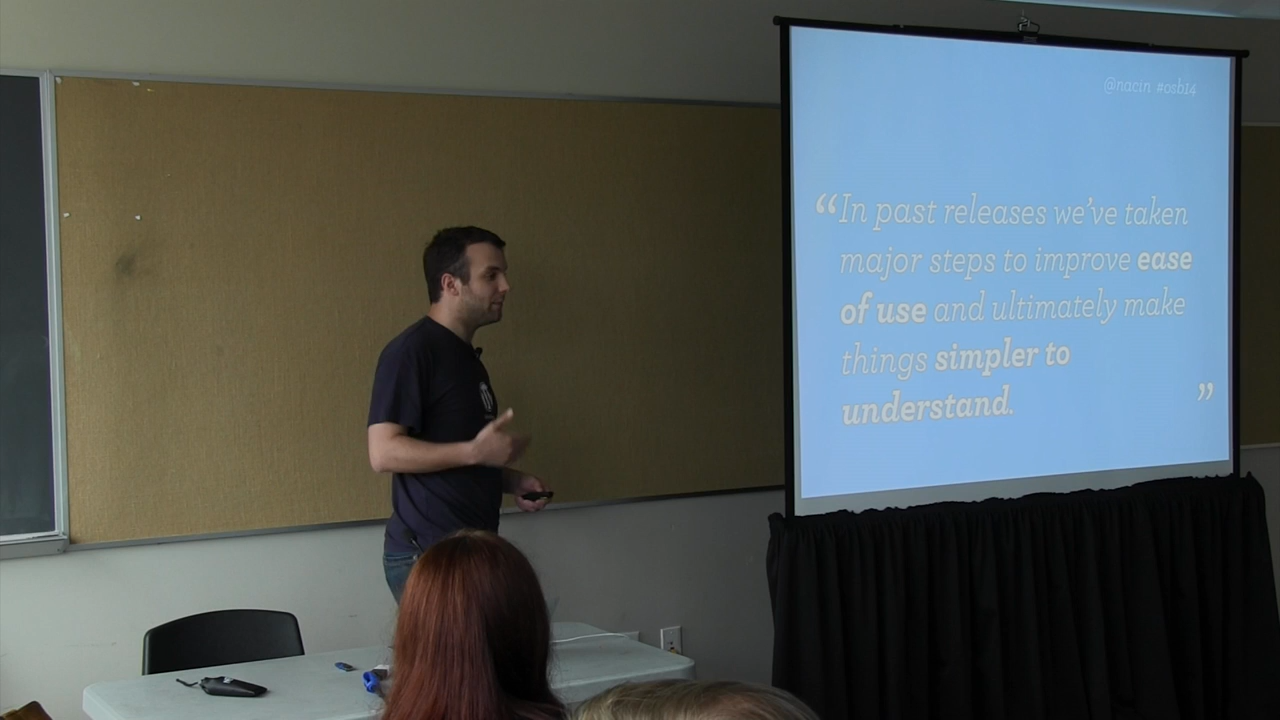 @nacin #osb14
“In past releases we’ve taken
major steps to improve ease
of use and ultimately make
things simpler to
understand.”